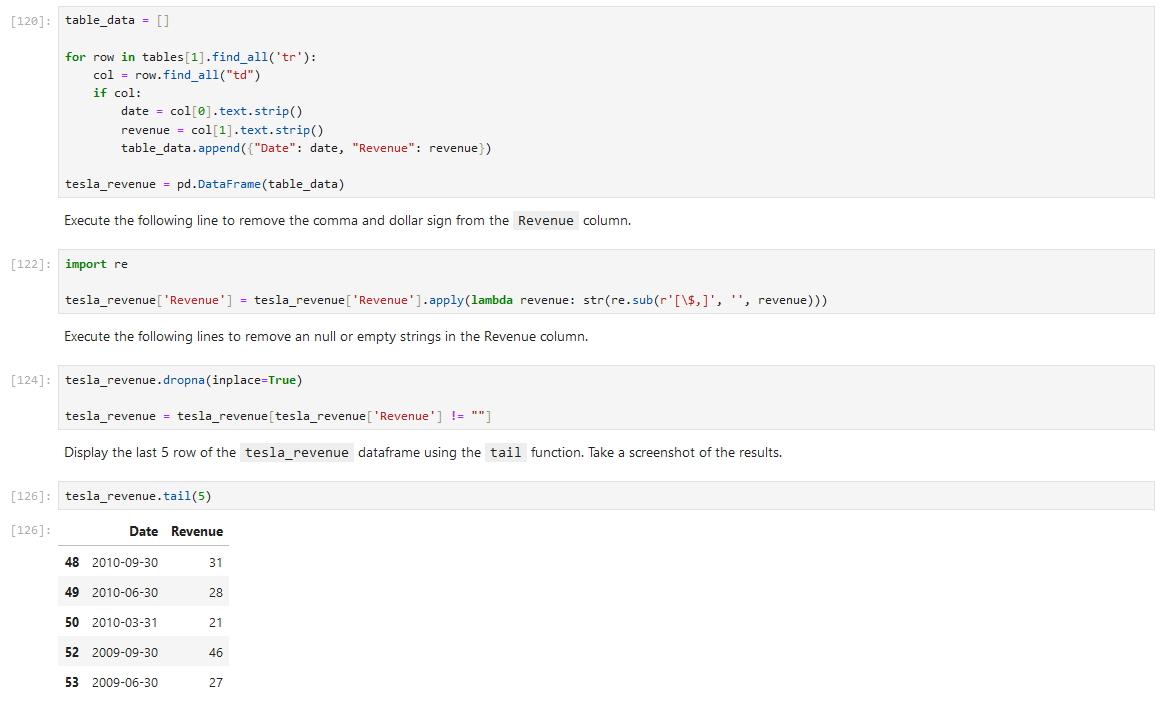 [120]: table_data = []
for row in tables[1].find_all('tr'):
col = row.find_all("td")
if col:
date = col[0].text.strip()
revenue = col[1].text.strip()
table_data.append({"Date": date, "Revenue": revenue})
tesla_revenue = pd.DataFrame(table_data)
Execute the following line to remove the comma and dollar sign from the Revenue column.
[122]: import re
tesla_revenue['Revenue'] = tesla_revenue['Revenue'].apply(lambda revenue: str(re.sub(r'[\$,]', '', revenue)))
Execute the following lines to remove an null or empty strings in the Revenue column.
[124]: tesla_revenue.dropna(inplace=True)
tesla_revenue = tesla_revenue[tesla_revenue['Revenue'] != ""]
Display the last 5 row of the tesla_revenue dataframe using the tail function. Take a screenshot of the results.
[126]: tesla_revenue.tail(5)
[126]: Date Revenue
48 2010-09-30 31
49 2010-06-30 28
50 2010-03-31 21
52 2009-09-30 46
53 2009-06-30 27